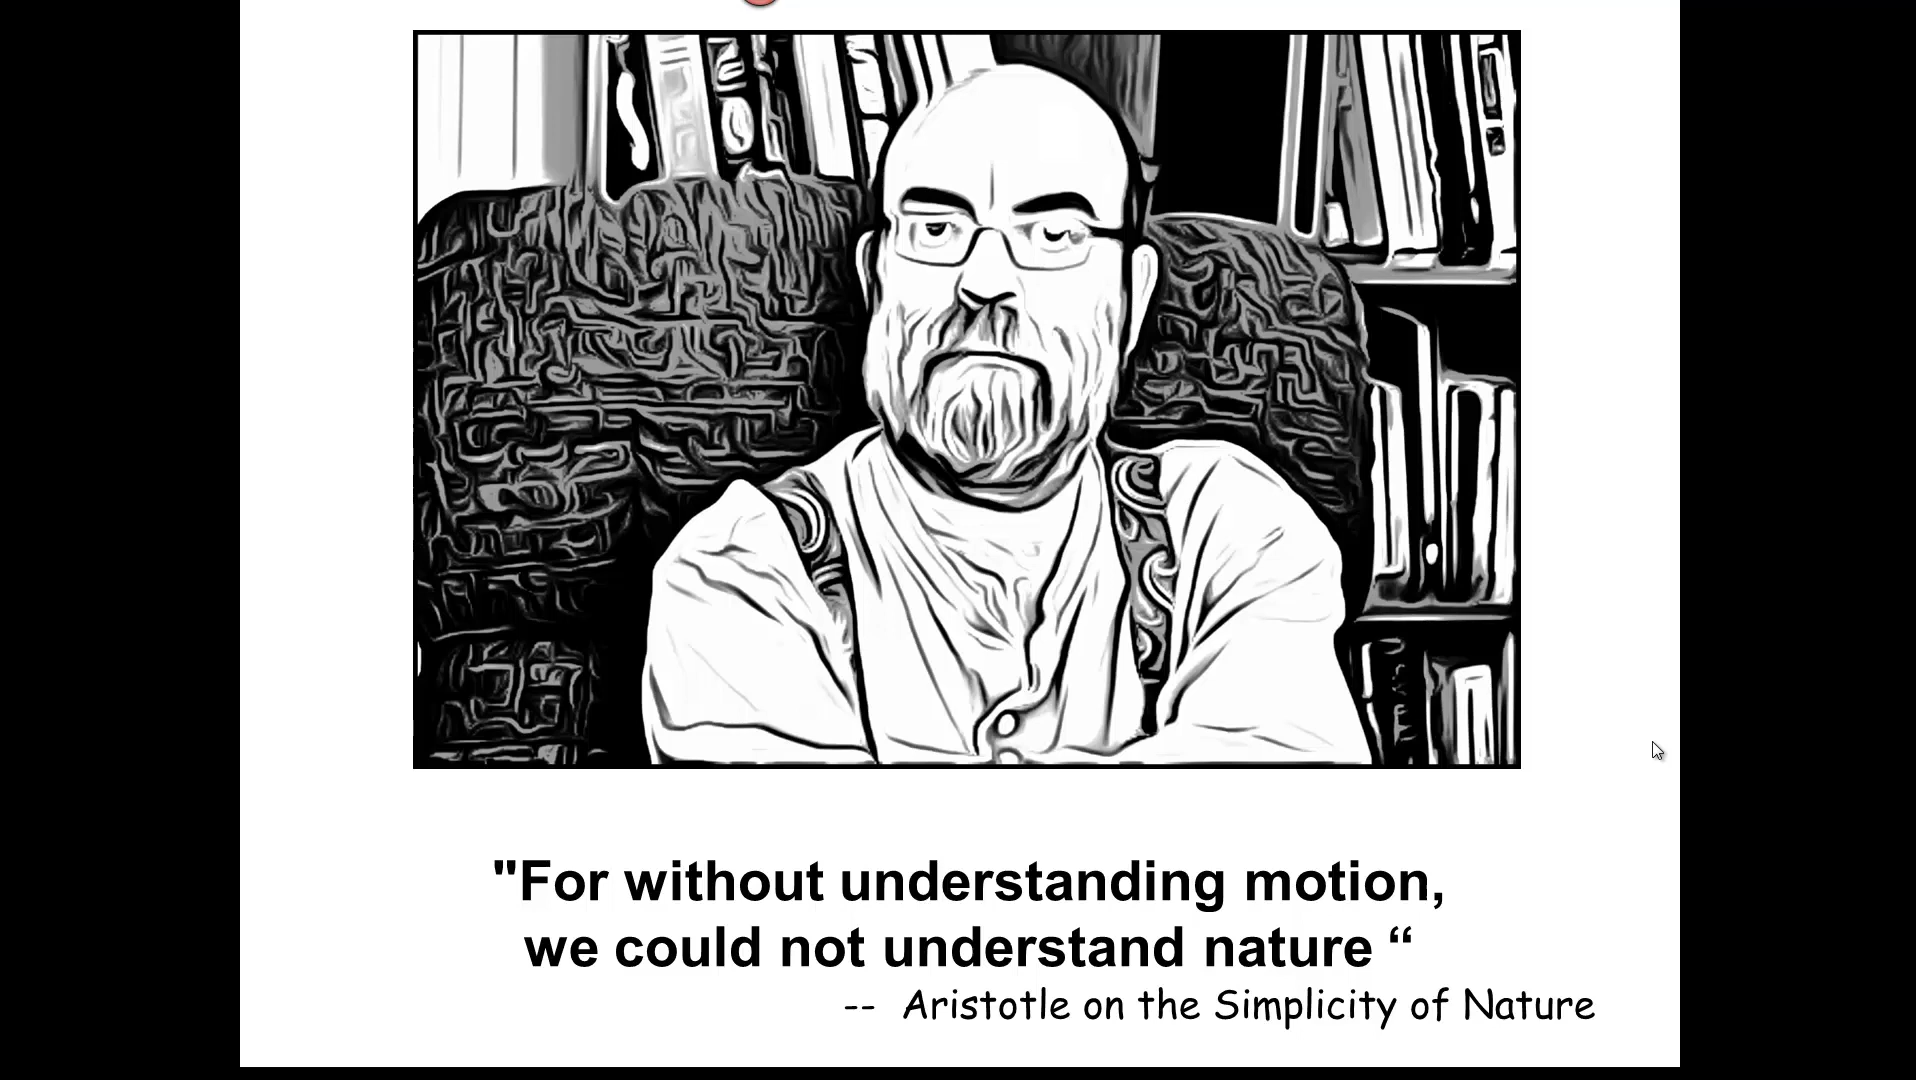 "For without understanding motion,
we could not understand nature “
-- Aristotle on the Simplicity of Nature